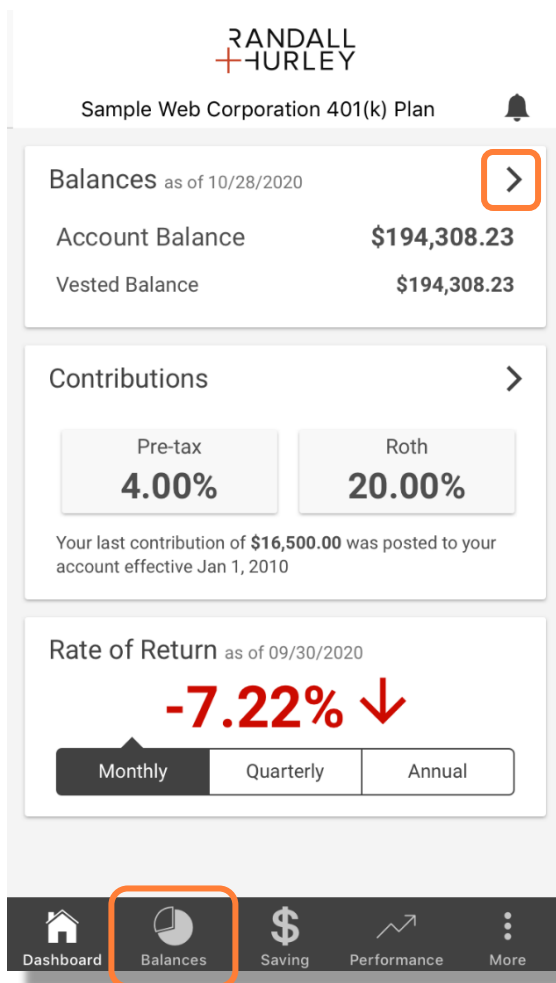 RANDALL
HURLEY
Sample Web Corporation 401(k) Plan
Balances as of 10/28/2020
Account Balance $194,308.23
Vested Balance $194,308.23
Contributions
Pre-tax Roth
4.00% 20.00%
Your last contribution of $16,500.00 was posted to your
account effective Jan 1, 2010
Rate of Return as of 09/30/2020
-7.22%
Monthly Quarterly Annual
Dashboard Balances Saving Performance More